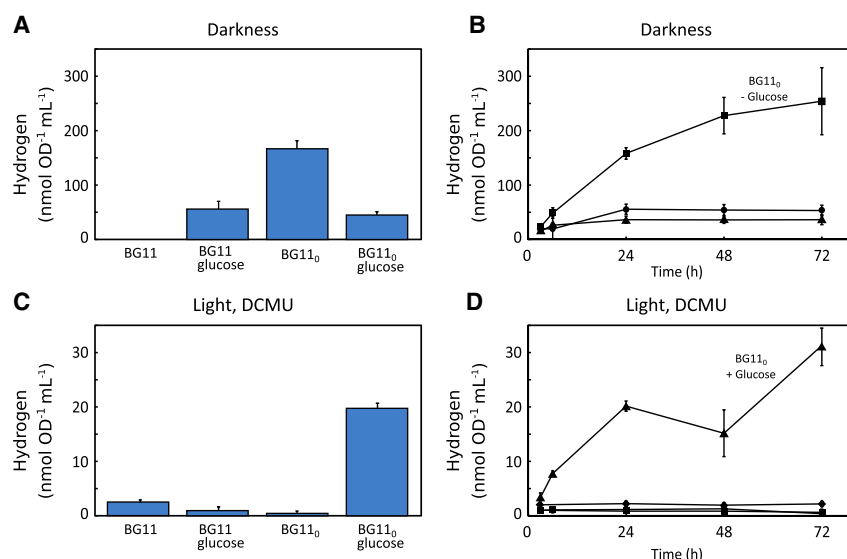 A
Darkness
Hydrogen
(nmol OD⁻¹ mL⁻¹)
300
200
100
0
BG11
BG11
glucose
BG11₀
BG11₀
glucose
B
Darkness
Hydrogen
(nmol OD⁻¹ mL⁻¹)
300
200
100
0
BG11₀
- Glucose
0
24
48
72
Time (h)
C
Light, DCMU
Hydrogen
(nmol OD⁻¹ mL⁻¹)
30
20
10
0
BG11
BG11
glucose
BG11₀
BG11₀
glucose
D
Light, DCMU
Hydrogen
(nmol OD⁻¹ mL⁻¹)
30
20
10
0
BG11₀
+ Glucose
0
24
48
72
Time (h)